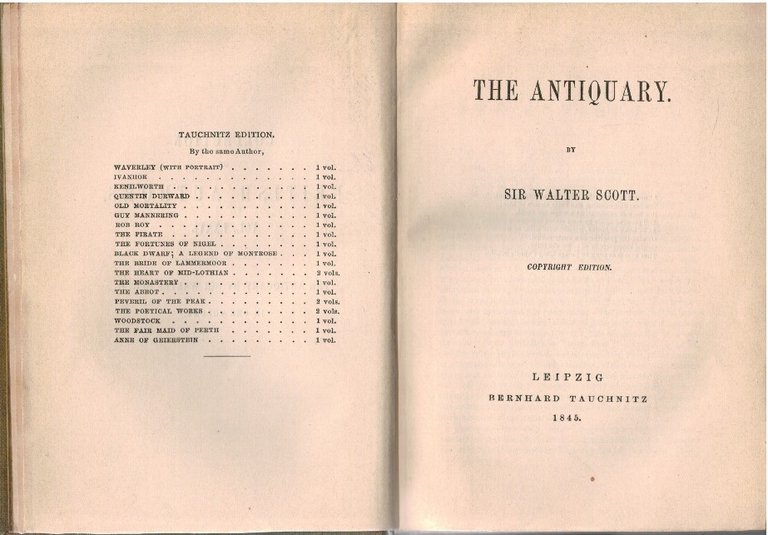 TAUCHNITZ EDITION.
By the same Author,
WAVERLEY (WITH PORTRAIT) . . . . . . . 1 vol.
IVANHOE . . . . . . . . . . . . . . 1 vol.
KENILWORTH . . . . . . . . . . . . 1 vol.
QUENTIN DURWARD . . . . . . . . . . 1 vol.
OLD MORTALITY . . . . . . . . . . . 1 vol.
GUY MANNERING . . . . . . . . . . . 1 vol.
ROB ROY . . . . . . . . . . . . . . 1 vol.
THE PIRATE . . . . . . . . . . . . 1 vol.
THE FORTUNES OF NIGEL . . . . . . . 1 vol.
BLACK DWARF; A LEGEND OF MONTROSE . . . 1 vol.
THE BRIDE OF LAMMERMOOR . . . . . . 1 vol.
THE HEART OF MID-LOTHIAN . . . . . . 2 vols.
THE MONASTERY . . . . . . . . . . . 1 vol.
THE ABBOT . . . . . . . . . . . . . 1 vol.
PEVERIL OF THE PEAK . . . . . . . . 2 vols.
THE POETICAL WORKS . . . . . . . . . 2 vols.
WOODSTOCK . . . . . . . . . . . . . 1 vol.
THE FAIR MAID OF PERTH . . . . . . . 1 vol.
ANNE OF GEIERSTEIN . . . . . . . . . 1 vol.
THE ANTIQUARY.
BY
SIR WALTER SCOTT.
COPYRIGHT EDITION.
LEIPZIG
BERNHARD TAUCHNITZ
1845.